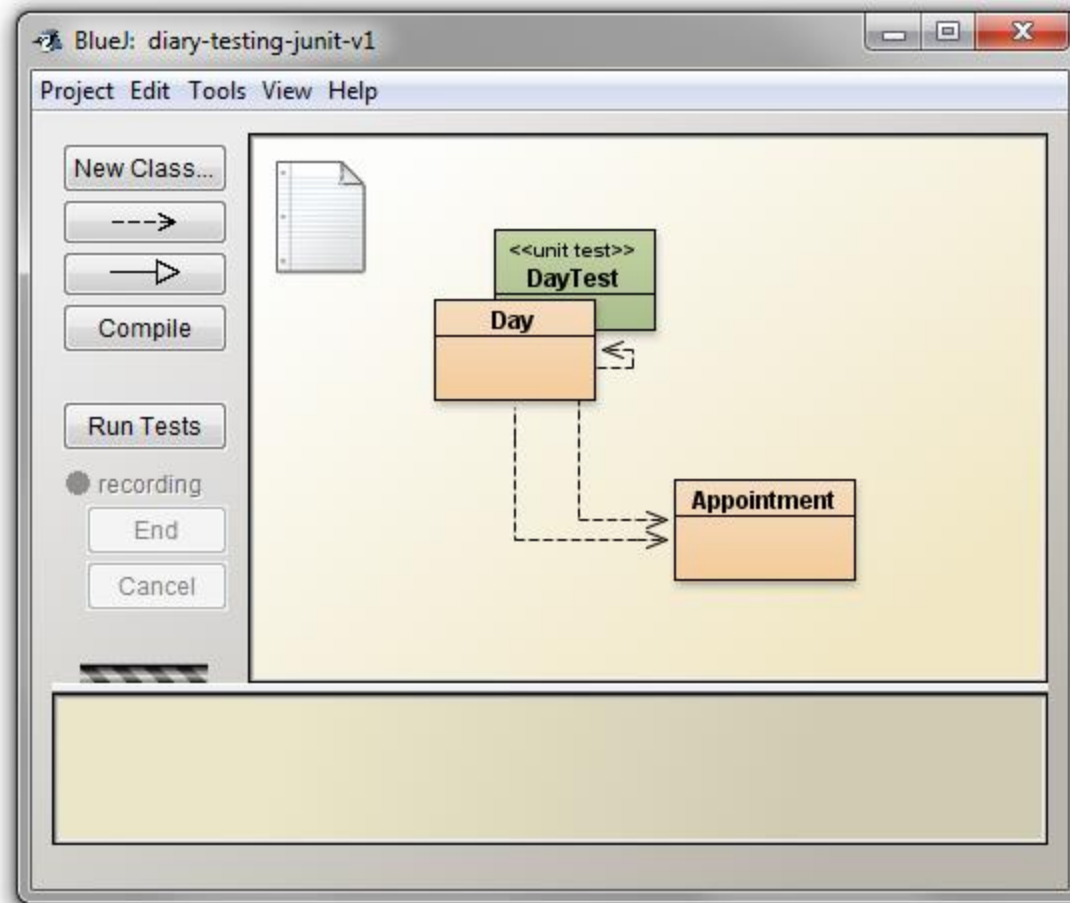 BlueJ: diary-testing-junit-v1
Project Edit Tools View Help
New Class...
Compile
Run Tests
recording
End
Cancel
<<unit test>>
DayTest
Day
Appointment